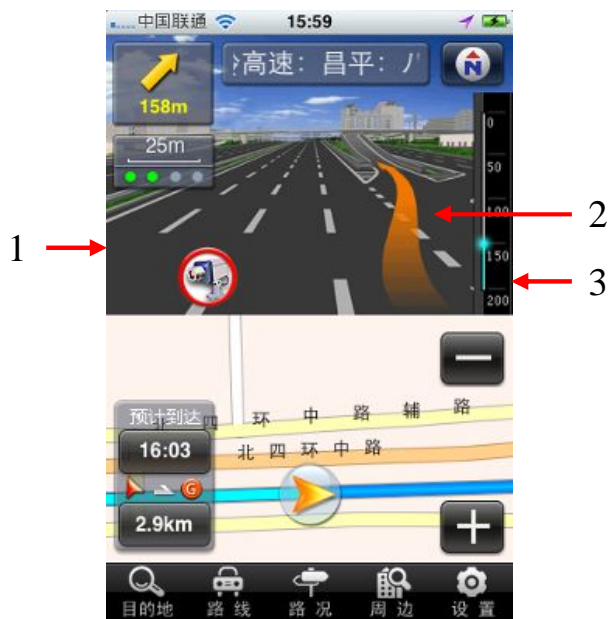 中国联通 15:59
158m
高速：昌平：
N
25m
0
50
100
150
200
1
2
3
预计到达
北 四 环 中 路 辅 路
16:03
北 四 环 中 路
G
2.9km
目的地 路线 路况 周边 设置